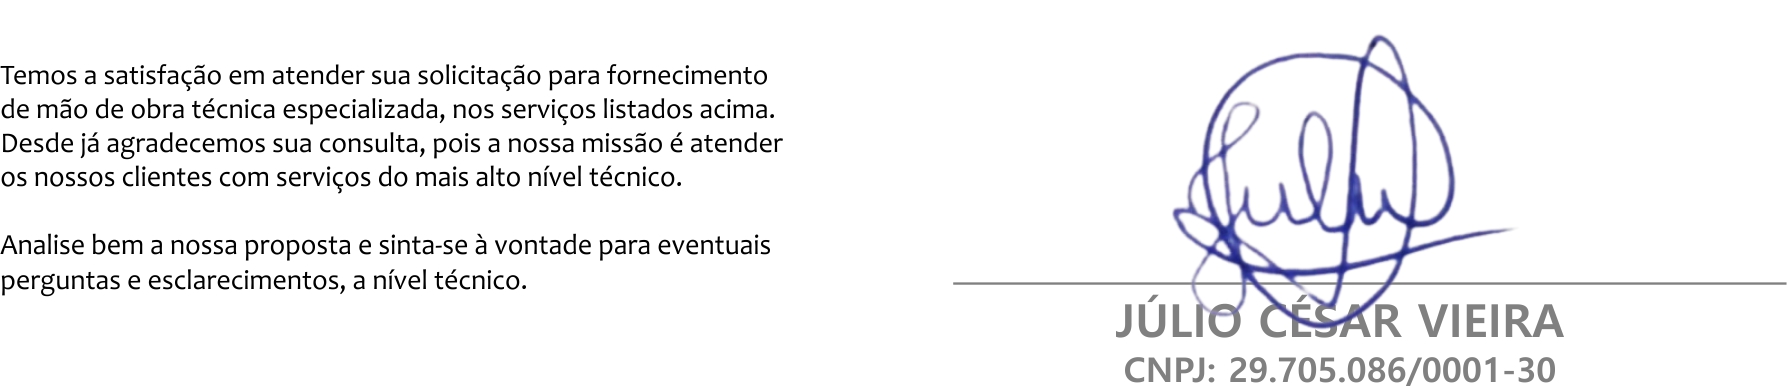 Temos a satisfação em atender sua solicitação para fornecimento
de mão de obra técnica especializada, nos serviços listados acima.
Desde já agradecemos sua consulta, pois a nossa missão é atender
os nossos clientes com serviços do mais alto nível técnico.
Analise bem a nossa proposta e sinta-se à vontade para eventuais
perguntas e esclarecimentos, a nível técnico.
JÚLIO CÉSAR VIEIRA
CNPJ: 29.705.086/0001-30